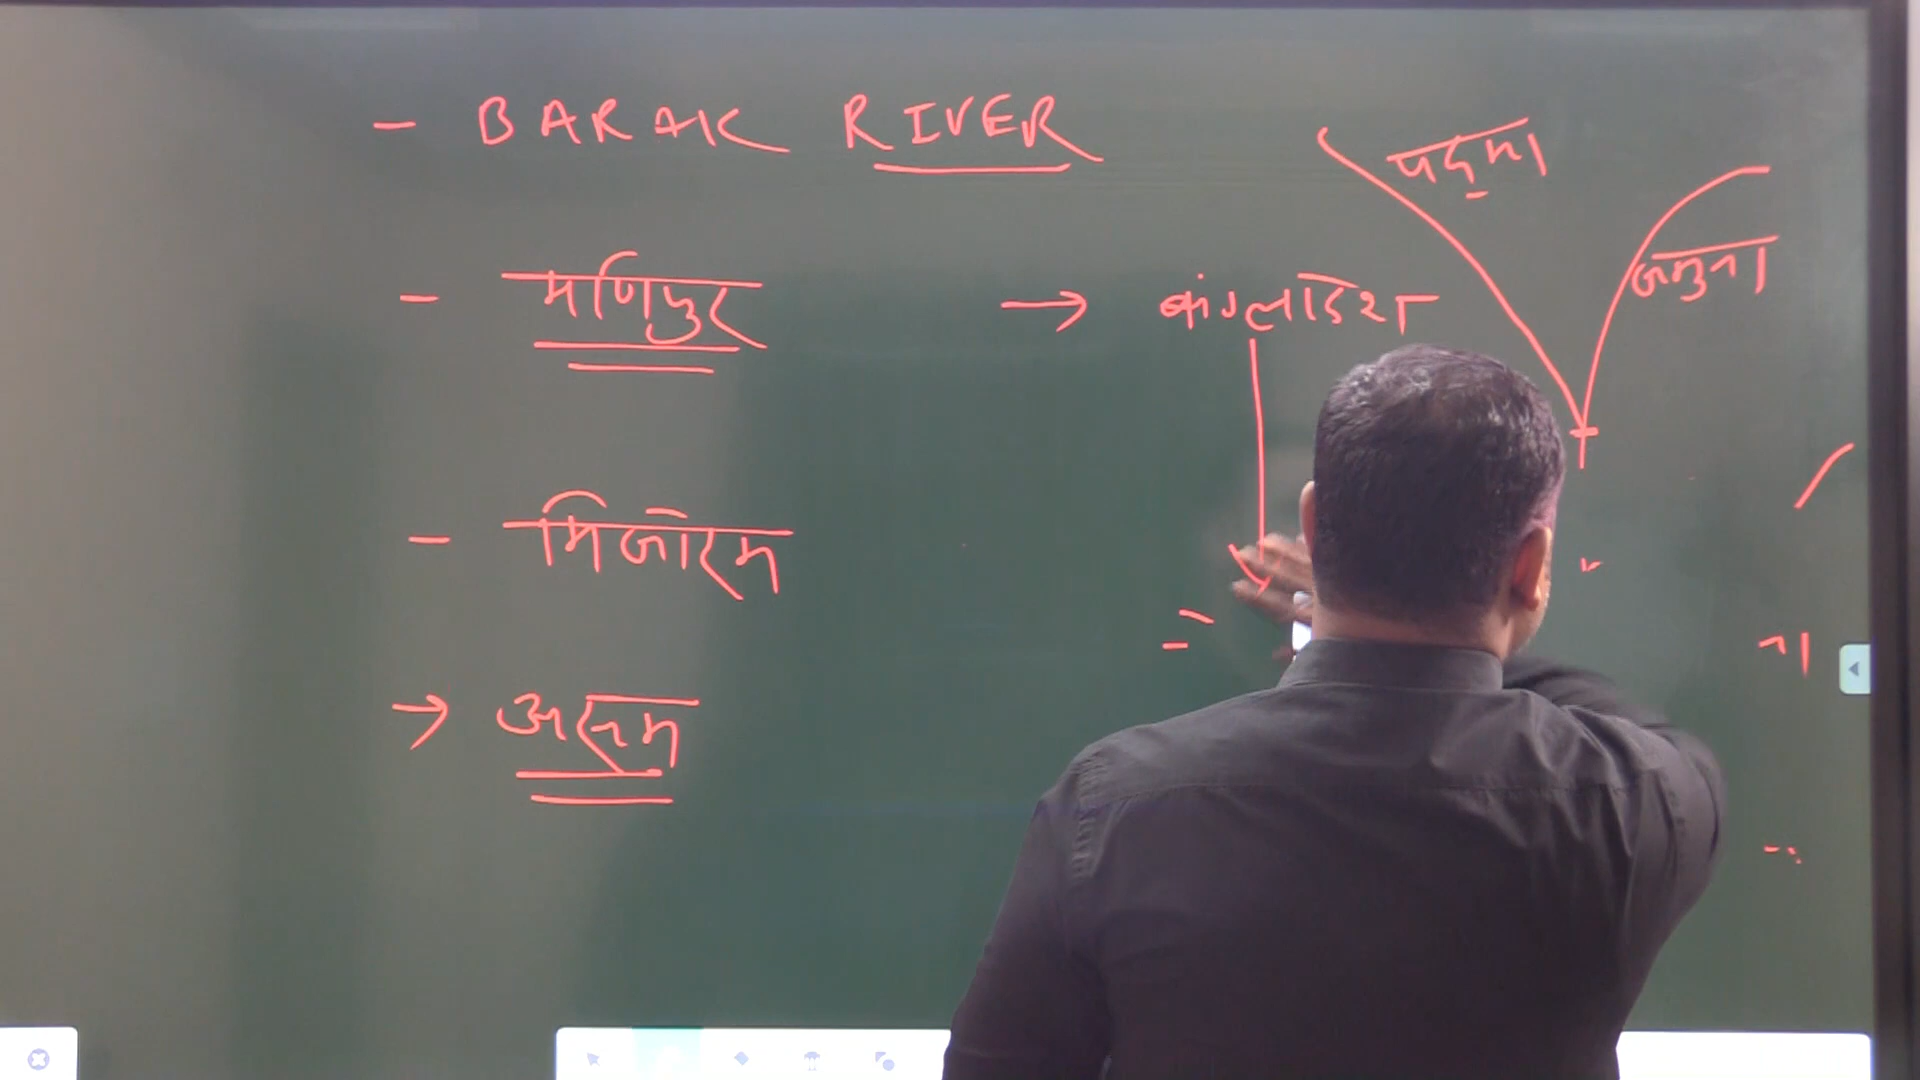 - BARAK RIVER
पद्मा
जमुना
- मणिपुर → बांग्लादेश
- मिजोरम
→ असम